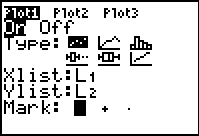 Plot1 Plot2 Plot3
On Off
Type:
Xlist:L₁
Ylist:L₂
Mark: ▫ + ·